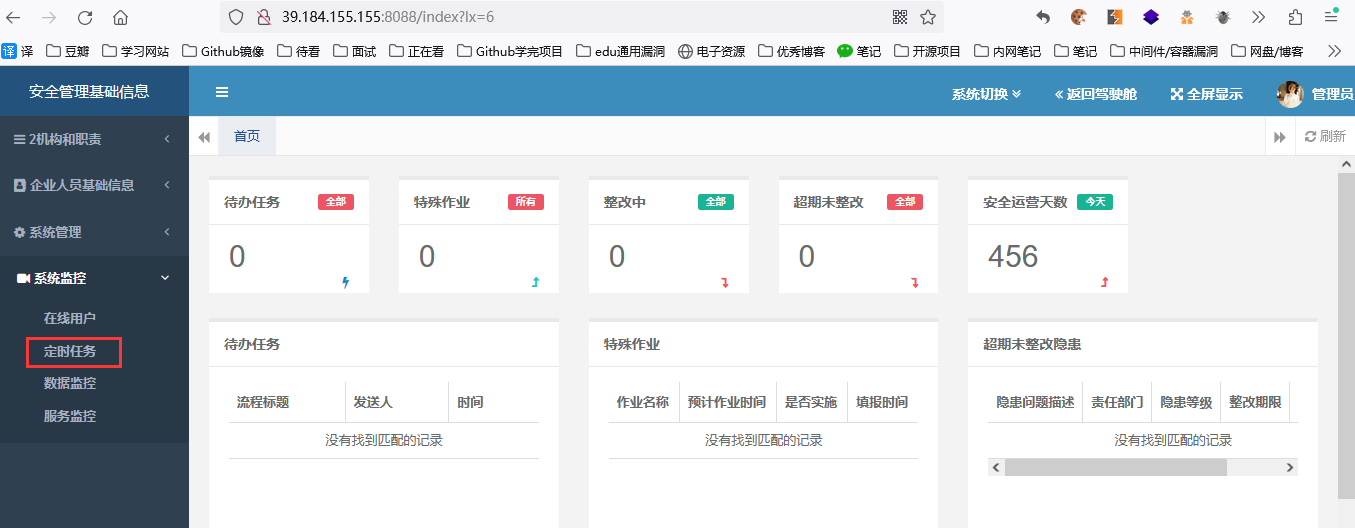 39.184.155.155:8088/index?lx=6
译 译 豆瓣 学习网站 Github镜像 待看 面试 正在看 Github学完项目 edu通用漏洞 电子资源 优秀博客 笔记 开源项目 内网笔记 笔记 中间件/容器漏洞 网盘/博客
安全管理基础信息 系统切换 返回驾驶舱 全屏显示 管理员
2机构和职责
首页 刷新
企业人员基础信息
系统管理
系统监控
在线用户
定时任务
数据监控
服务监控
待办任务 全部
0
特殊作业 所有
0
整改中 全部
0
超期未整改 全部
0
安全运营天数 今天
456
待办任务
流程标题 发送人 时间
没有找到匹配的记录
特殊作业
作业名称 预计作业时间 是否实施 填报时间
没有找到匹配的记录
超期未整改隐患
隐患问题描述 责任部门 隐患等级 整改期限
没有找到匹配的记录